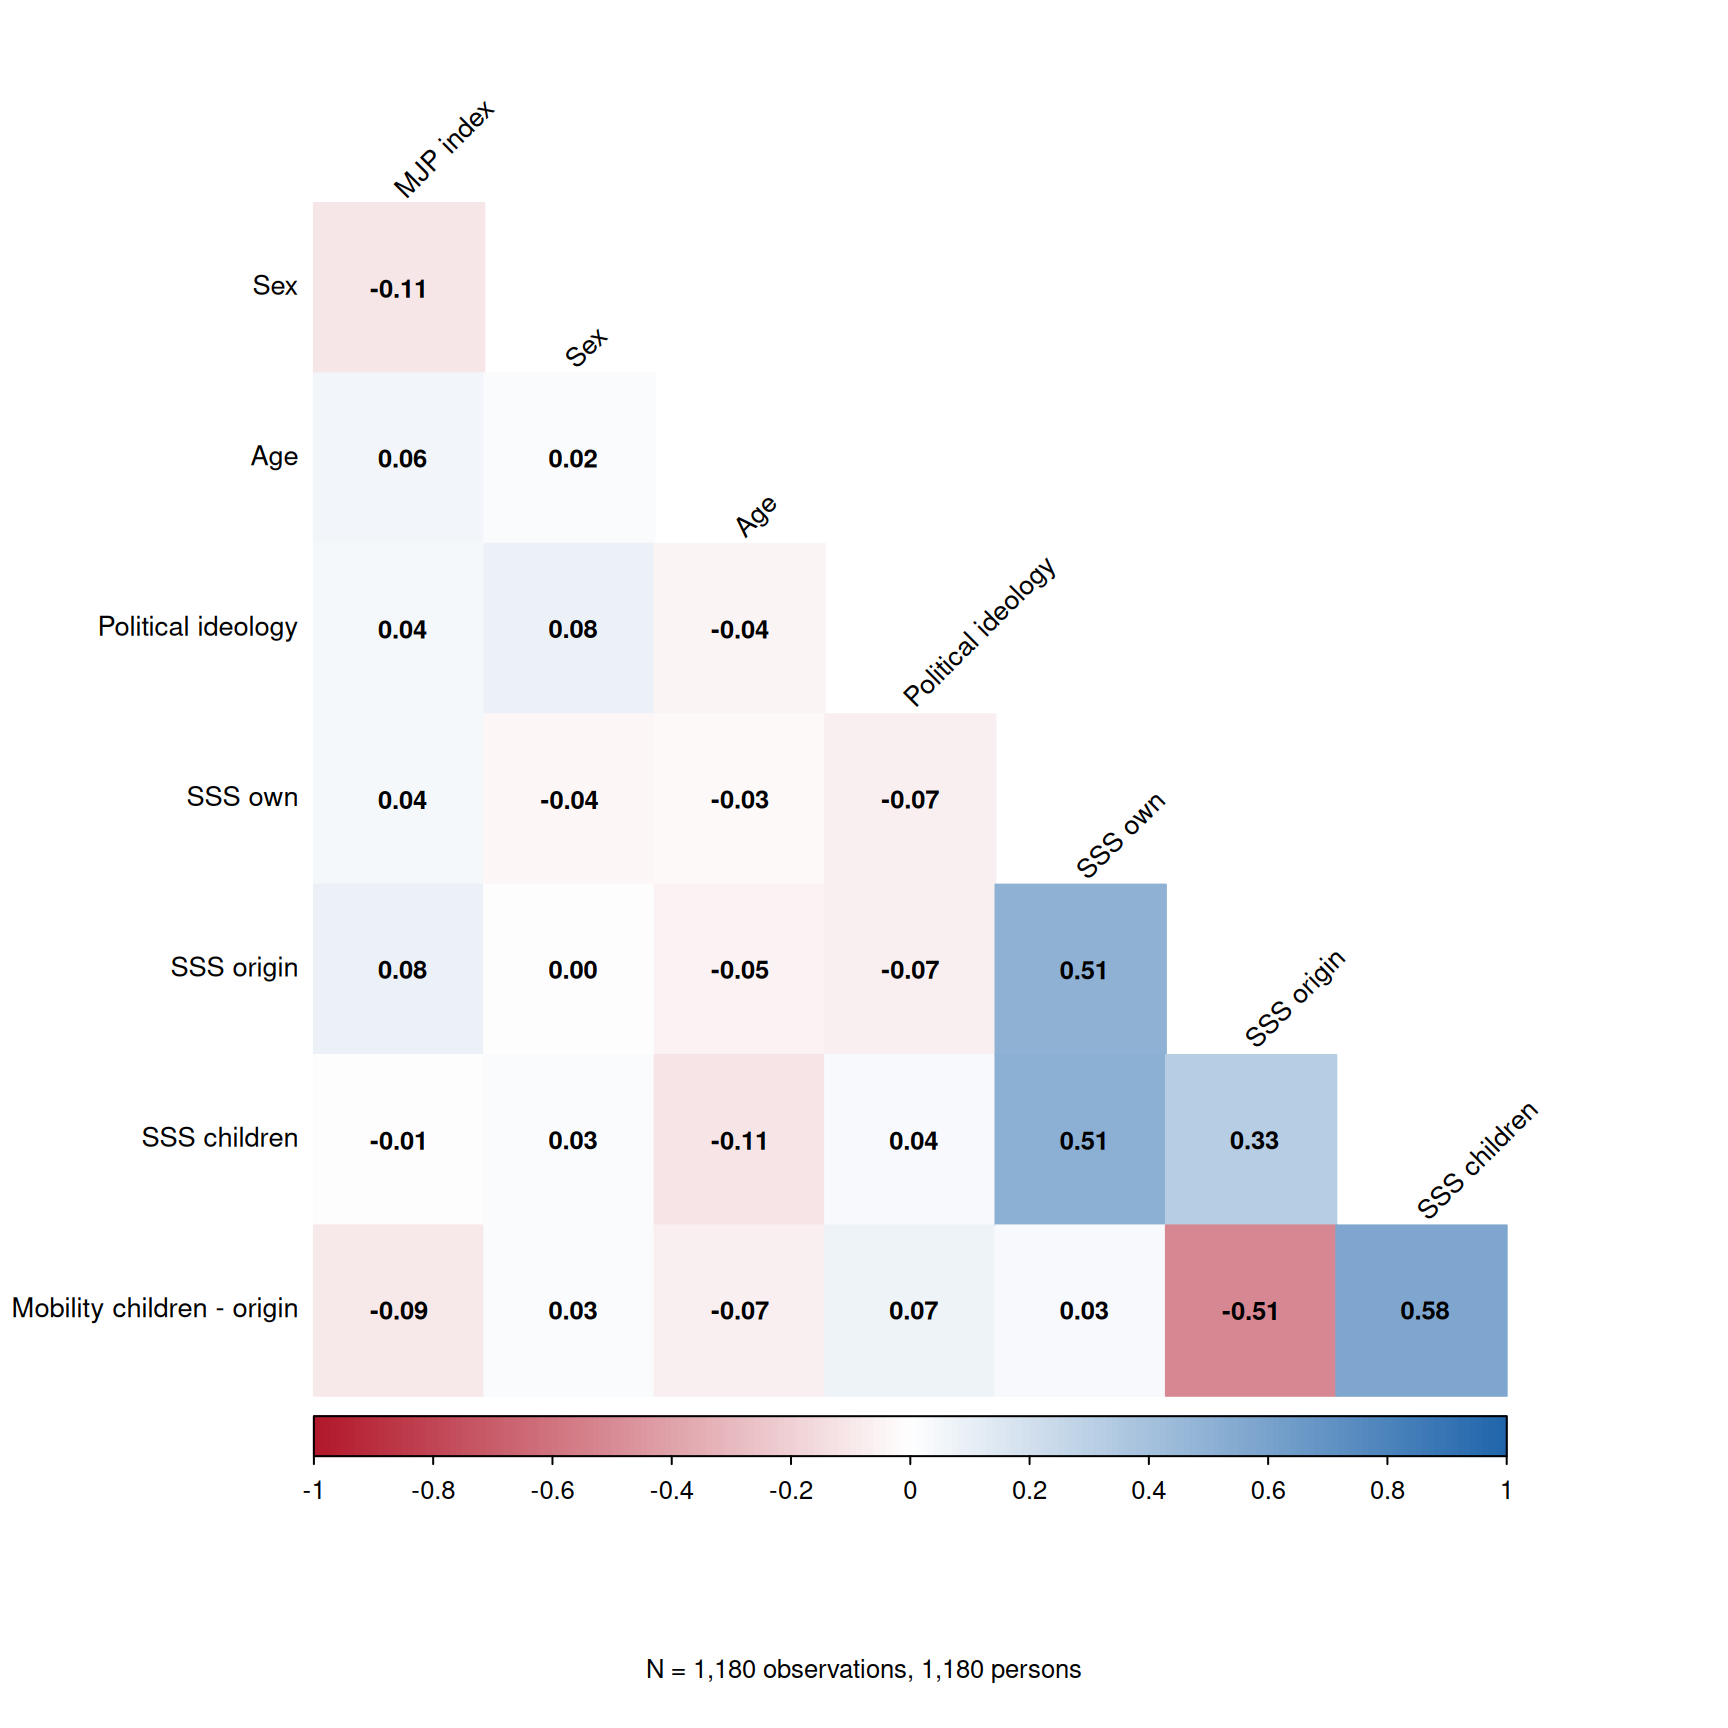 MJP index
Sex -0.11
Sex
Age 0.06 0.02
Age
Political ideology 0.04 0.08 -0.04
Political ideology
SSS own 0.04 -0.04 -0.03 -0.07
SSS own
SSS origin 0.08 0.00 -0.05 -0.07 0.51
SSS origin
SSS children -0.01 0.03 -0.11 0.04 0.51 0.33
SSS children
Mobility children - origin -0.09 0.03 -0.07 0.07 0.03 -0.51 0.58
-1 -0.8 -0.6 -0.4 -0.2 0 0.2 0.4 0.6 0.8 1
N = 1,180 observations, 1,180 persons